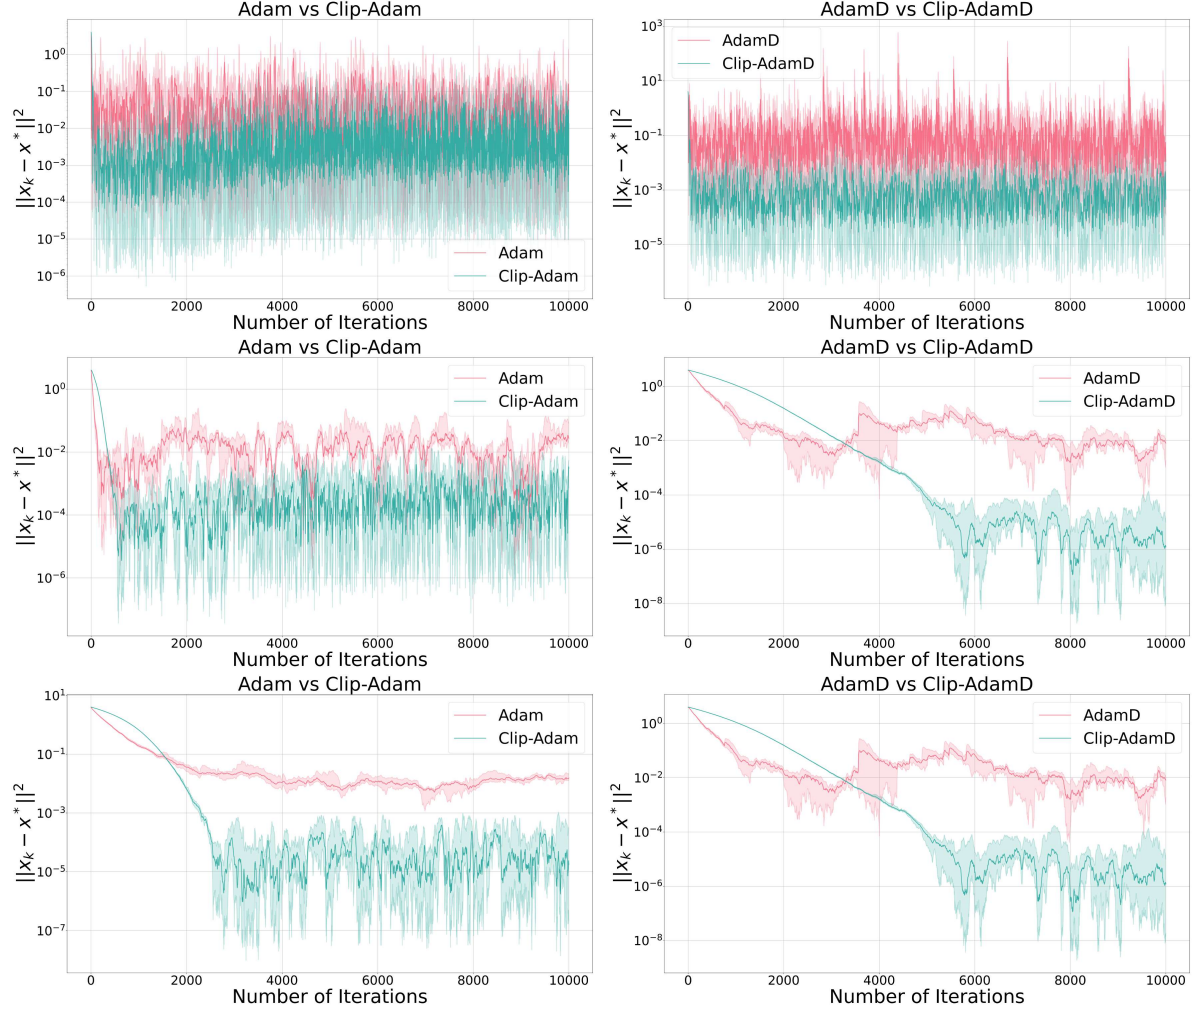 Adam vs Clip-Adam
10^0
10^-1
10^-2
10^-3
10^-4
10^-5
10^-6
||x_k − x*||^2
Adam
Clip-Adam
0 2000 4000 6000 8000 10000
Number of Iterations
AdamD vs Clip-AdamD
10^3
10^1
10^-1
10^-3
10^-5
||x_k − x*||^2
AdamD
Clip-AdamD
0 2000 4000 6000 8000 10000
Number of Iterations
Adam vs Clip-Adam
10^0
10^-2
10^-4
10^-6
||x_k − x*||^2
Adam
Clip-Adam
0 2000 4000 6000 8000 10000
Number of Iterations
AdamD vs Clip-AdamD
10^0
10^-2
10^-4
10^-6
10^-8
||x_k − x*||^2
AdamD
Clip-AdamD
0 2000 4000 6000 8000 10000
Number of Iterations
Adam vs Clip-Adam
10^1
10^-1
10^-3
10^-5
10^-7
||x_k − x*||^2
Adam
Clip-Adam
0 2000 4000 6000 8000 10000
Number of Iterations
AdamD vs Clip-AdamD
10^0
10^-2
10^-4
10^-6
10^-8
||x_k − x*||^2
AdamD
Clip-AdamD
0 2000 4000 6000 8000 10000
Number of Iterations